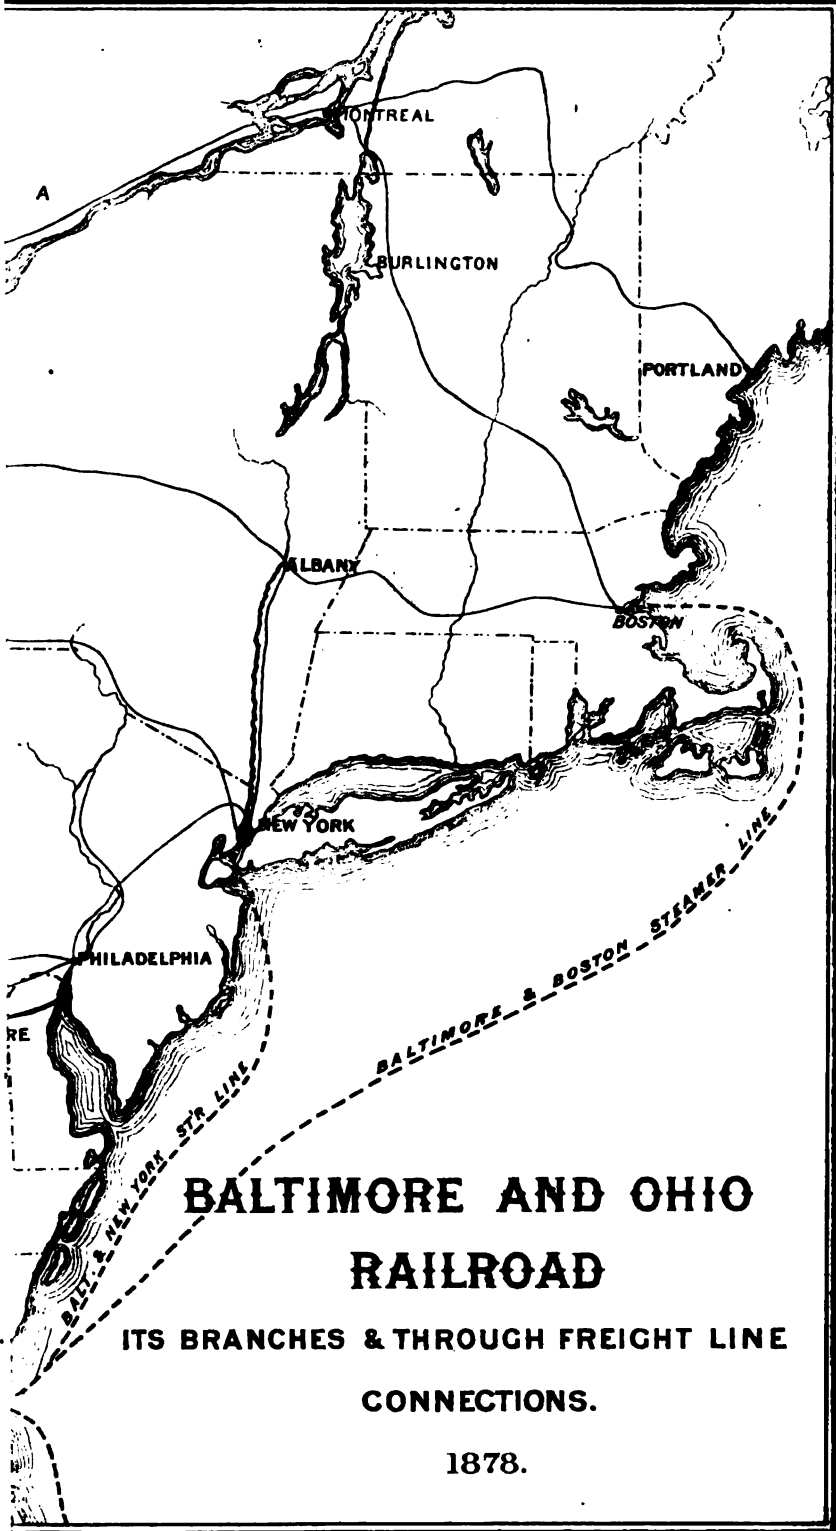 MONTREAL
A
BURLINGTON
PORTLAND
ALBANY
BOSTON
NEW YORK
PHILADELPHIA
RE
BALTIMORE & BOSTON STEAMER LINE
BALT. & NEW YORK ST'R LINE
BALTIMORE AND OHIO
RAILROAD
ITS BRANCHES & THROUGH FREIGHT LINE
CONNECTIONS.
1878.